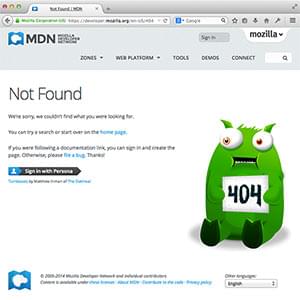 Not Found | MDN
Mozilla Corporation (US)
https://developer.mozilla.org/en-US/404
MDN MOZILLA DEVELOPER NETWORK
Sign in
mozilla
ZONES
WEB PLATFORM
TOOLS
DEMOS
CONNECT
Not Found
We're sorry, we couldn't find what you were looking for.
You can try a search or start over on the home page.
If you were following a documentation link, you can sign in and create the
page. Otherwise, please file a bug. Thanks!
Sign in with Persona
by Matthew Inman of The Oatmeal
404
© 2005-2014 Mozilla Developer Network and individual contributors
Content is available under these licenses • About MDN • Contribute to the code • Privacy policy
Other languages:
English